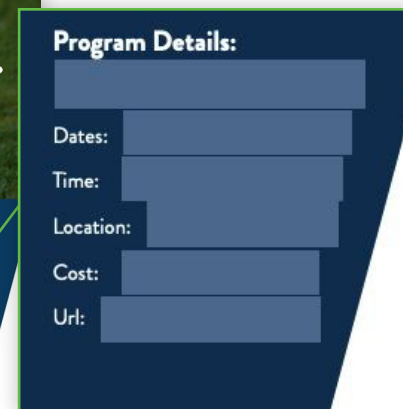 Program Details:
Dates:
Time:
Location:
Cost:
Url: